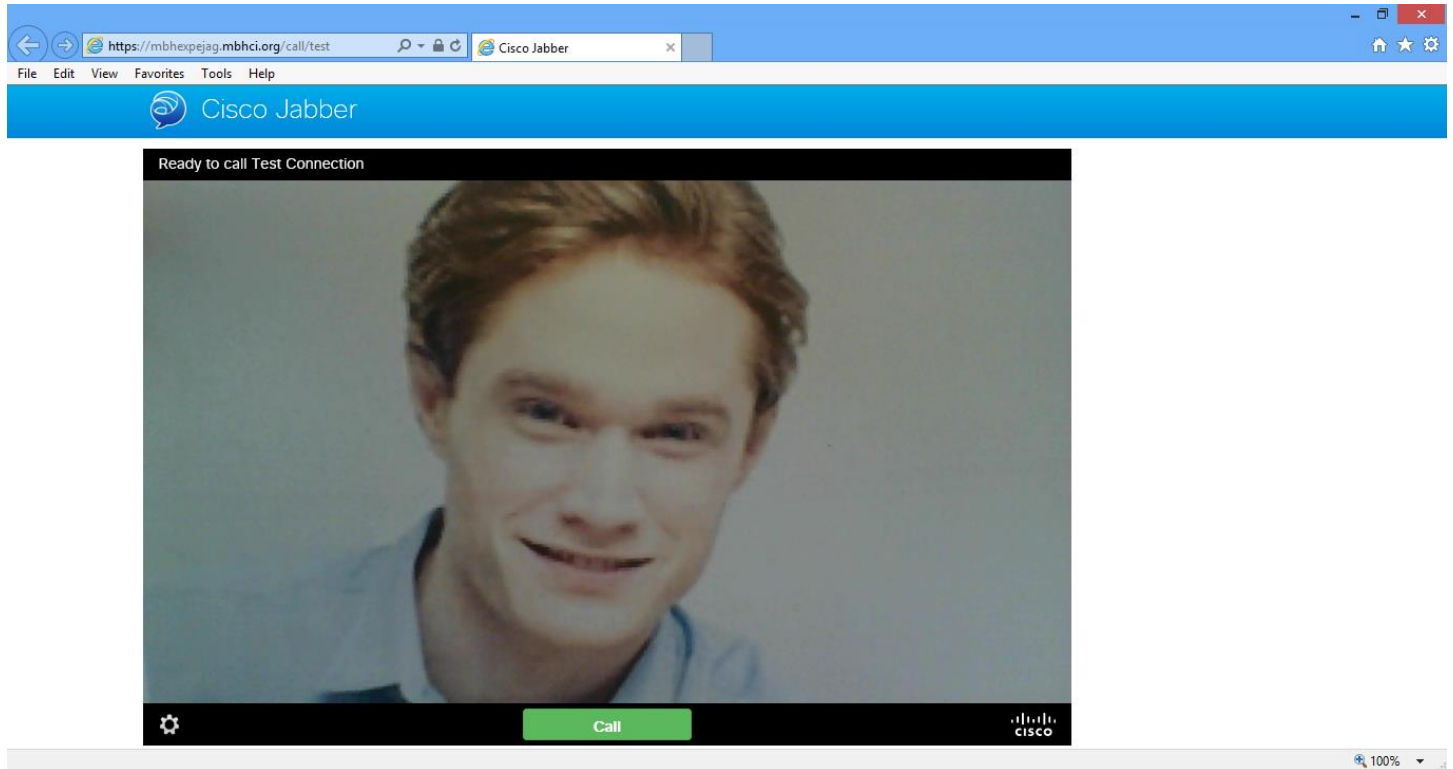 https://mbhexpejag.mbhci.org/call/test
Cisco Jabber
File Edit View Favorites Tools Help
Cisco Jabber
Ready to call Test Connection
Call
CISCO
100%